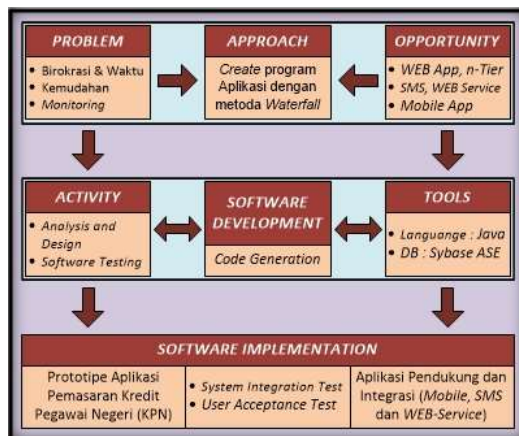 PROBLEM
• Birokrasi & Waktu
• Kemudahan
• Monitoring
APPROACH
Create program
Aplikasi dengan
metoda Waterfall
OPPORTUNITY
• WEB App, n-Tier
• SMS, WEB Service
• Mobile App
ACTIVITY
• Analysis and
Design
• Software Testing
SOFTWARE
DEVELOPMENT
Code Generation
TOOLS
• Languange : Java
• DB : Sybase ASE
SOFTWARE IMPLEMENTATION
Prototipe Aplikasi
Pemasaran Kredit
Pegawai Negeri (KPN)
• System Integration Test
• User Acceptance Test
Aplikasi Pendukung dan
Integrasi (Mobile, SMS
dan WEB-Service)